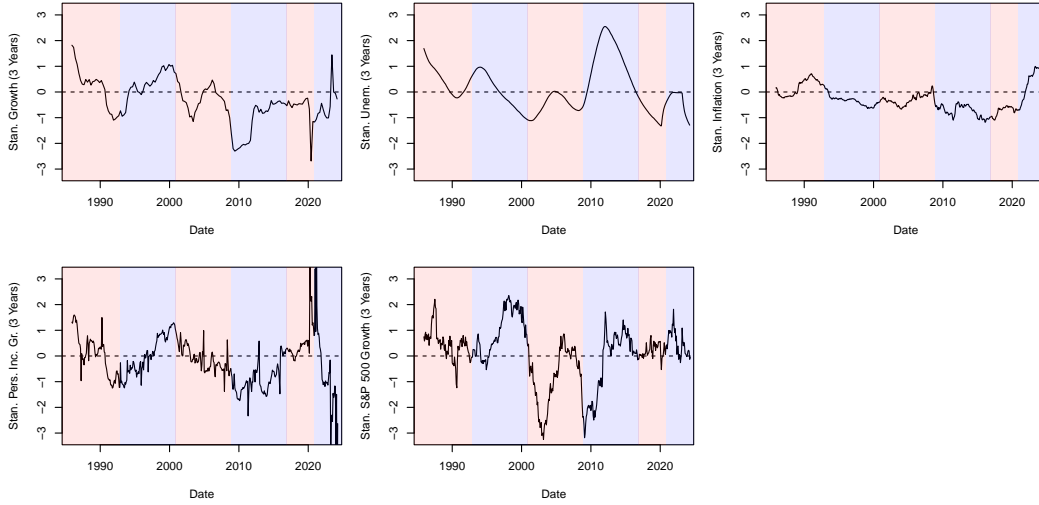 Stan. Growth (3 Years)
3
2
1
0
−1
−2
−3
1990 2000 2010 2020
Date
Stan. Unem. (3 Years)
3
2
1
0
−1
−2
−3
1990 2000 2010 2020
Date
Stan. Inflation (3 Years)
3
2
1
0
−1
−2
−3
1990 2000 2010 2020
Date
Stan. Pers. Inc. Gr. (3 Years)
3
2
1
0
−1
−2
−3
1990 2000 2010 2020
Date
Stan. S&P 500 Growth (3 Years)
3
2
1
0
−1
−2
−3
1990 2000 2010 2020
Date